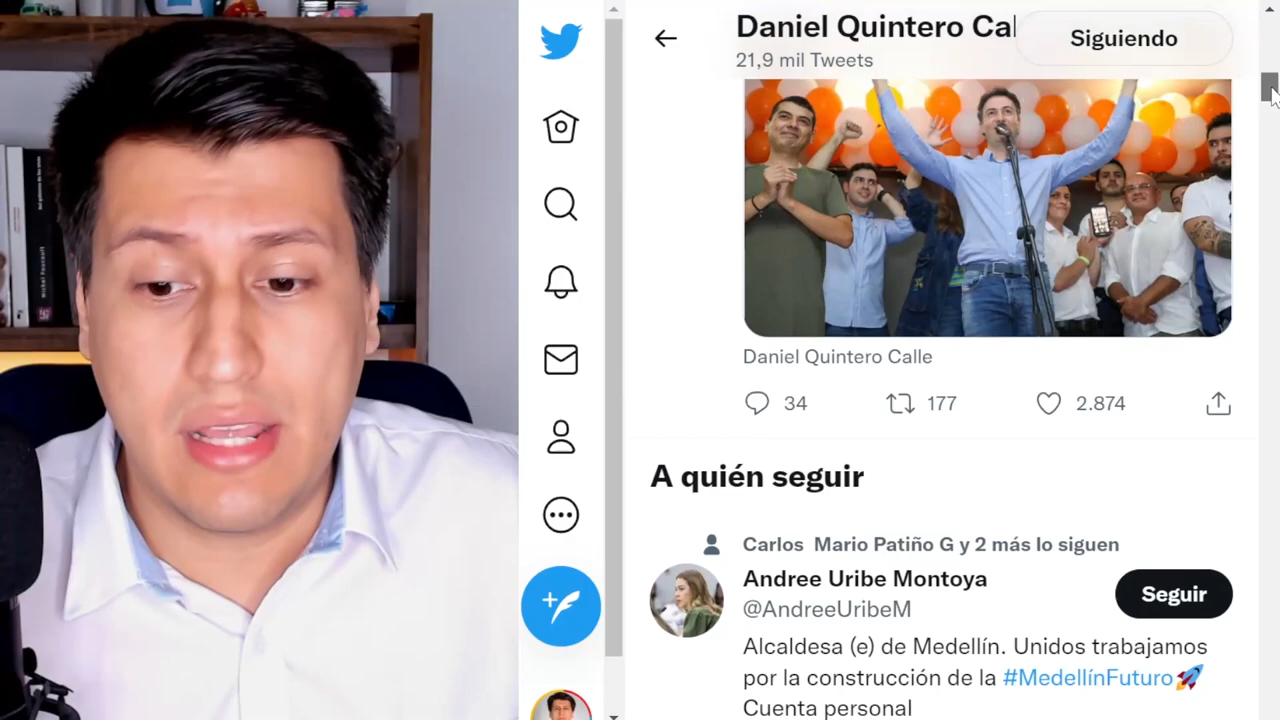 Daniel Quintero Cal
Siguiendo
21,9 mil Tweets
Daniel Quintero Calle
34
177
2.874
A quién seguir
Carlos Mario Patiño G y 2 más lo siguen
Andree Uribe Montoya
Seguir
@AndreeUribeM
Alcaldesa (e) de Medellín. Unidos trabajamos
por la construcción de la #MedellínFuturo🚀
Cuenta personal